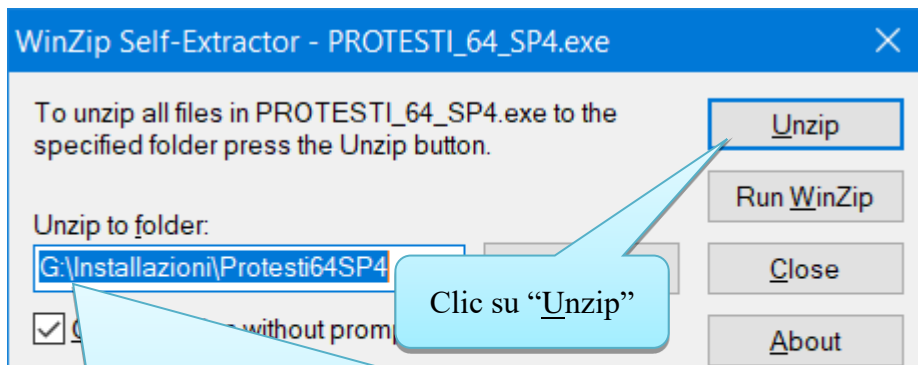 WinZip Self-Extractor - PROTESTI_64_SP4.exe
To unzip all files in PROTESTI_64_SP4.exe to the
specified folder press the Unzip button.
Unzip
Run WinZip
Unzip to folder:
G:\Installazioni\Protesti64SP4
Close
Clic su “Unzip”
without
About